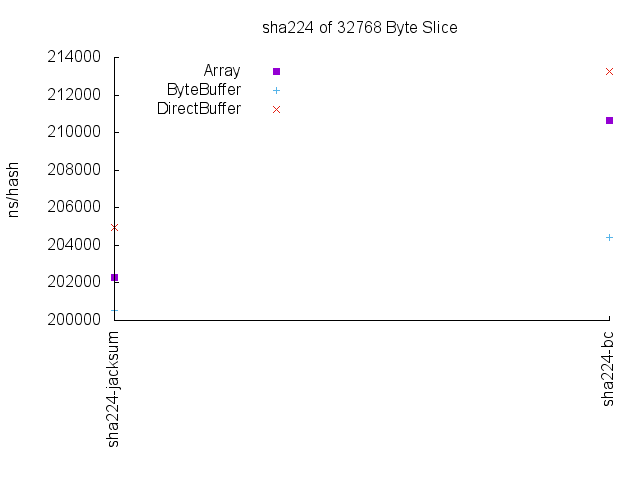 sha224 of 32768 Byte Slice
214000
212000
210000
208000
206000
204000
202000
200000
ns/hash
Array
ByteBuffer
DirectBuffer
sha224-jacksum
sha224-bc